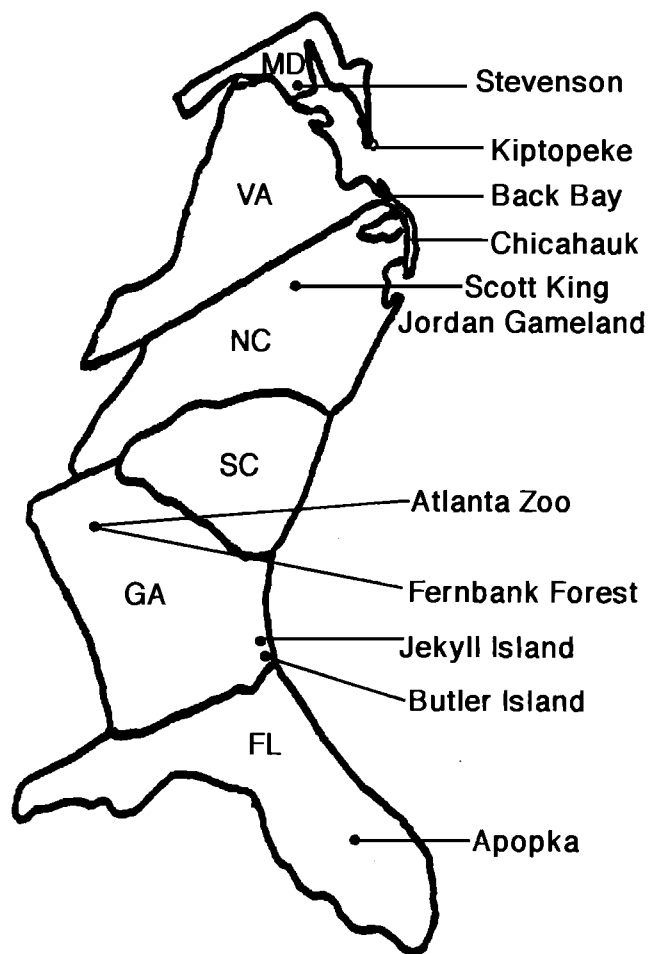 MD
Stevenson
Kiptopeke
VA
Back Bay
Chicahauk
Scott King
Jordan Gameland
NC
SC
Atlanta Zoo
GA
Fernbank Forest
Jekyll Island
Butler Island
FL
Apopka